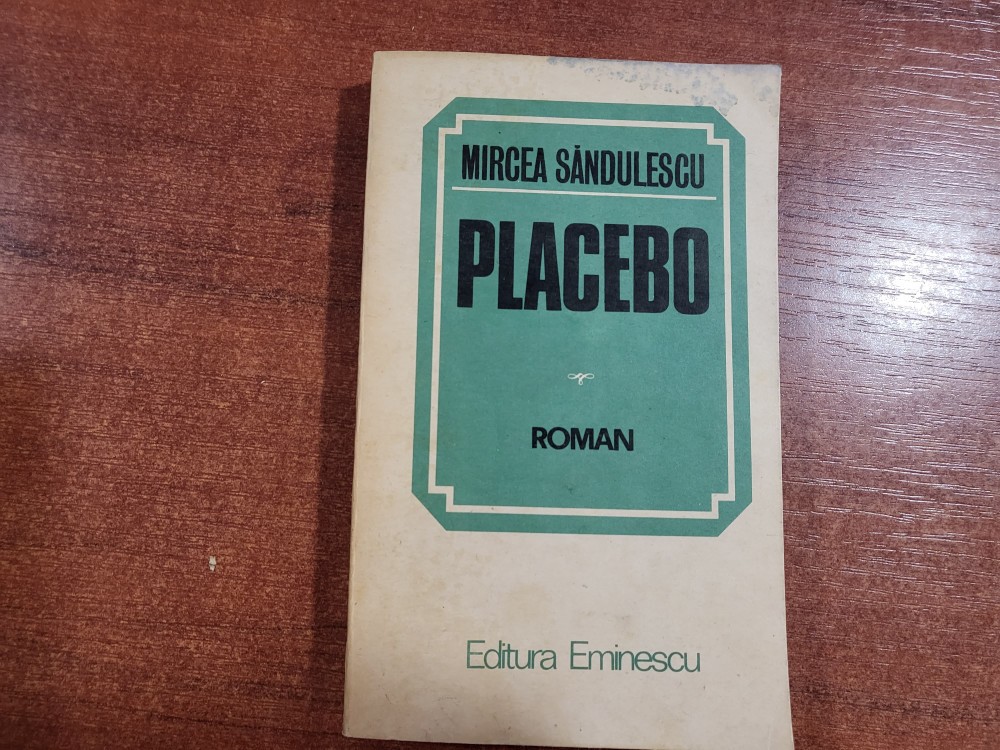 MIRCEA SĂNDULESCU
PLACEBO
ROMAN
Editura Eminescu